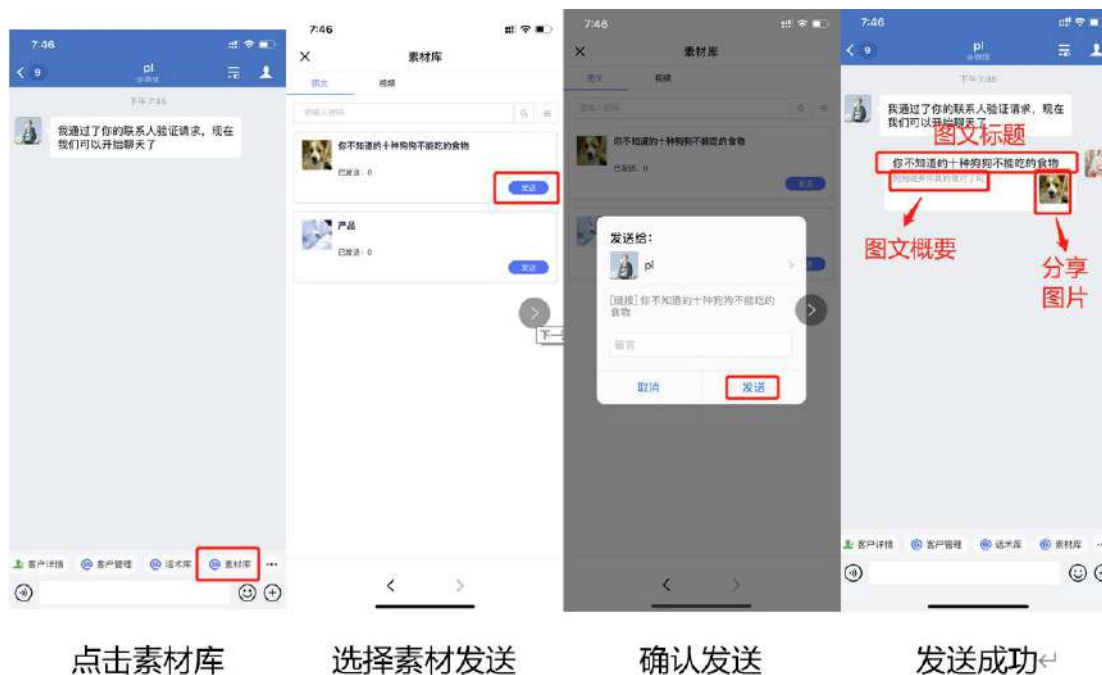 7:46
9
pl
@微信
下午7:46
我通过了你的联系人验证请求，现在
我们可以开始聊天了
客户详情
客户管理
话术库
素材库
点击素材库
7:46
素材库
图文
视频
你不知道的十种狗狗不能吃的食物
已发送：0
发送
产品
已发送：0
发送
下一
选择素材发送
7:46
素材库
图文
视频
你不知道的十种狗狗不能吃的食物
已发送：0
发送给：
pl
[链接]你不知道的十种狗狗不能吃的
食物
留言
取消
发送
确认发送
7:46
9
pl
@微信
下午7:46
我通过了你的联系人验证请求，现在
我们可以开始聊天了
图文标题
你不知道的十种狗狗不能吃的食物
图文概要
分享
图片
客户详情
客户管理
话术库
素材库
发送成功